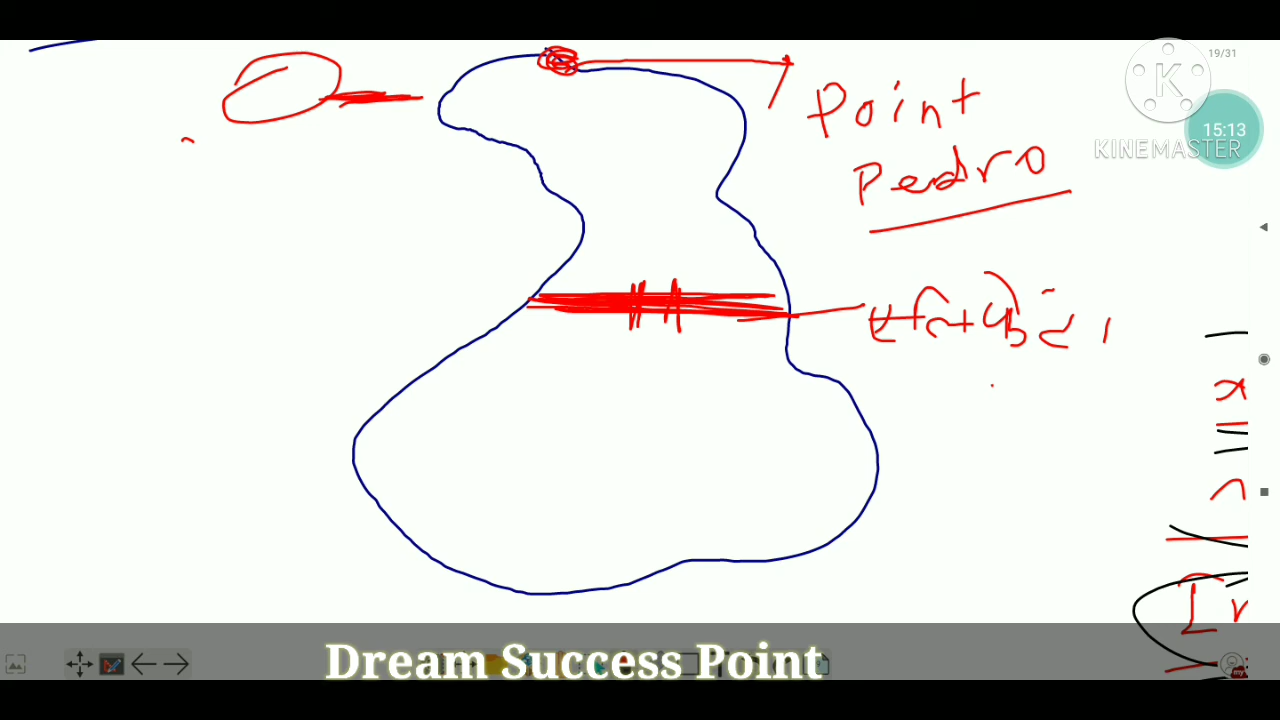 19/31
15:13
KINEMASTER
Point
Pedro
Dream Success Point